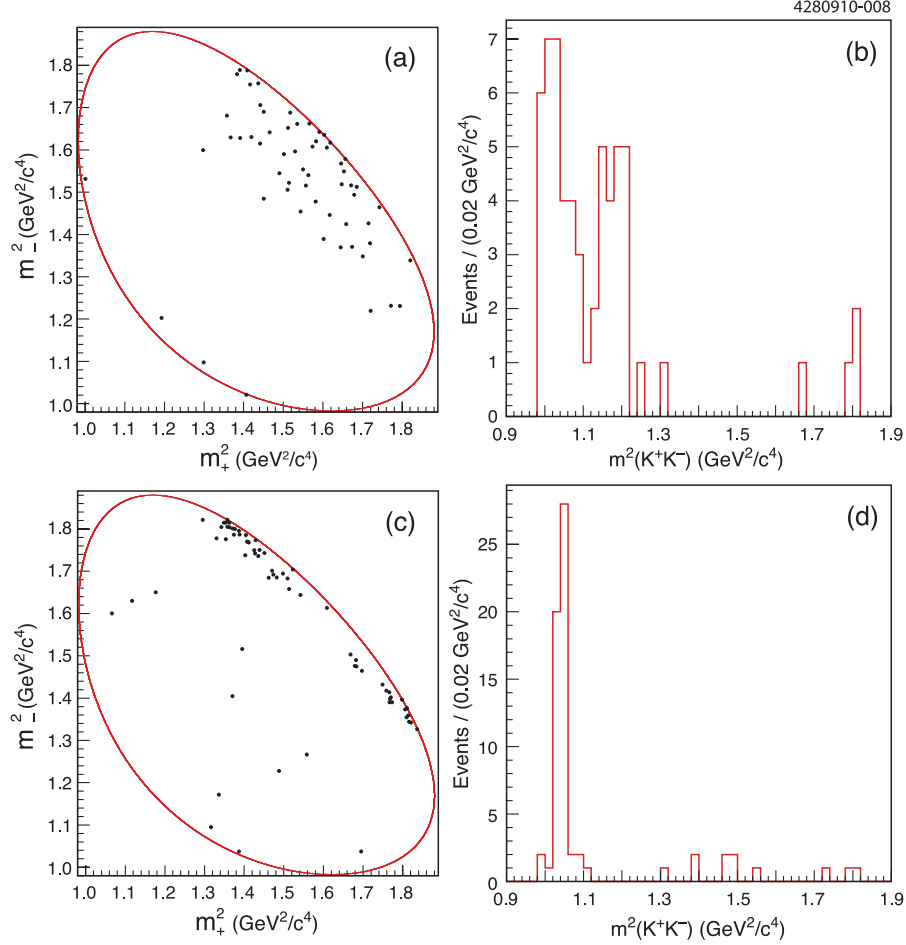 4280910-008
(a)
1.8
1.7
1.6
1.5
1.4
1.3
1.2
1.1
1.0
m₋² (GeV²/c⁴)
1.0 1.1 1.2 1.3 1.4 1.5 1.6 1.7 1.8
m₊² (GeV²/c⁴)
(b)
7
6
5
4
3
2
1
0
Events / (0.02 GeV²/c⁴)
0.9 1.1 1.3 1.5 1.7 1.9
m²(K⁺K⁻) (GeV²/c⁴)
(c)
1.8
1.7
1.6
1.5
1.4
1.3
1.2
1.1
1.0
m₋² (GeV²/c⁴)
1.0 1.1 1.2 1.3 1.4 1.5 1.6 1.7 1.8
m₊² (GeV²/c⁴)
(d)
25
20
15
10
5
2
0
Events / (0.02 GeV²/c⁴)
0.9 1.1 1.3 1.5 1.7 1.9
m²(K⁺K⁻) (GeV²/c⁴)